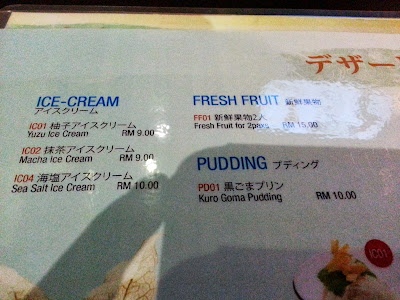 デザー
ICE-CREAM
アイスクリーム
IC01 柚子アイスクリーム
Yuzu Ice Cream RM 9.00
IC02 抹茶アイスクリーム
Macha Ice Cream RM 9.00
IC04 海塩アイスクリーム
Sea Salt Ice Cream RM 10.00
FRESH FRUIT 新鮮果物
FF01 新鮮果物2人
Fresh Fruit for 2pax RM 15.00
PUDDING プディング
PD01 黒ごまプリン
Kuro Goma Pudding RM 10.00
IC01